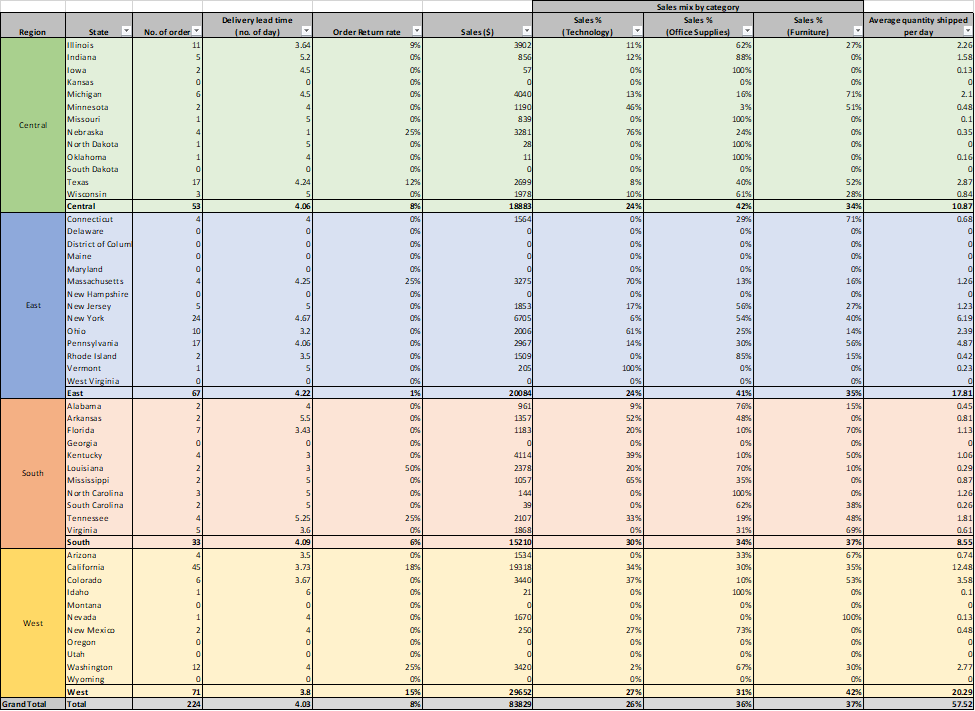 Sales mix by category
Region State No. of order Delivery lead time (no. of day) Order Return rate Sales ($) Sales % (Technology) Sales % (Office Supplies) Sales % (Furniture) Average quantity shipped per day
Illinois 11 3.64 9% 3902 11% 62% 27% 2.26
Indiana 5 5.2 0% 856 12% 88% 0% 1.58
Iowa 2 4.5 0% 57 0% 100% 0% 0.13
Kansas 0 0 0% 0 0% 0% 0% 0
Michigan 6 4.5 0% 4040 13% 16% 71% 2.1
Minnesota 2 4 0% 1190 46% 3% 51% 0.48
Missouri 1 5 0% 839 0% 100% 0% 0.1
Central
Nebraska 4 1 25% 3281 76% 24% 0% 0.35
North Dakota 1 5 0% 28 0% 100% 0% 0
Oklahoma 1 4 0% 11 0% 100% 0% 0.16
South Dakota 0 0 0% 0 0% 0% 0% 0
Texas 17 4.24 12% 2699 8% 40% 52% 2.87
Wisconsin 3 5 0% 1978 10% 61% 28% 0.84
Central 53 4.06 8% 18883 24% 42% 34% 10.87
Connecticut 4 4 0% 1564 0% 29% 71% 0.68
Delaware 0 0 0% 0 0% 0% 0% 0
District of Colum 0 0 0% 0 0% 0% 0% 0
Maine 0 0 0% 0 0% 0% 0% 0
Maryland 0 0 0% 0 0% 0% 0% 0
Massachusetts 4 4.25 25% 3275 70% 13% 16% 1.26
New Hampshire 0 0 0% 0 0% 0% 0% 0
East New Jersey 5 5 0% 1853 17% 56% 27% 1.23
New York 24 4.67 0% 6705 6% 54% 40% 6.19
Ohio 10 3.2 0% 2006 61% 25% 14% 2.39
Pennsylvania 17 4.06 0% 2967 14% 30% 56% 4.87
Rhode Island 2 3.5 0% 1509 0% 85% 15% 0.42
Vermont 1 5 0% 205 100% 0% 0% 0.23
West Virginia 0 0 0% 0 0% 0% 0% 0
East 67 4.22 1% 20084 24% 41% 35% 17.81
Alabama 2 4 0% 961 9% 76% 15% 0.45
Arkansas 2 5.5 0% 1357 52% 48% 0% 0.81
Florida 7 3.43 0% 1183 20% 10% 70% 1.13
Georgia 0 0 0% 0 0% 0% 0% 0
Kentucky 4 3 0% 4114 39% 10% 50% 1.06
Louisiana 2 3 50% 2378 20% 70% 10% 0.29
South
Mississippi 2 5 0% 1057 65% 35% 0% 0.87
North Carolina 3 5 0% 144 0% 100% 0% 1.26
South Carolina 2 5 0% 39 0% 62% 38% 0.26
Tennessee 4 5.25 25% 2107 33% 19% 48% 1.81
Virginia 5 3.6 0% 1868 0% 31% 69% 0.61
South 33 4.09 6% 15210 30% 34% 37% 8.55
Arizona 4 3.5 0% 1534 0% 33% 67% 0.74
California 45 3.73 18% 19318 34% 30% 35% 12.48
Colorado 6 3.67 0% 3440 37% 10% 53% 3.58
Idaho 1 6 0% 21 0% 100% 0% 0.1
Montana 0 0 0% 0 0% 0% 0% 0
Nevada 1 4 0% 1670 0% 0% 100% 0.13
West
New Mexico 2 4 0% 250 27% 73% 0% 0.48
Oregon 0 0 0% 0 0% 0% 0% 0
Utah 0 0 0% 0 0% 0% 0% 0
Washington 12 4 25% 3420 2% 67% 30% 2.77
Wyoming 0 0 0% 0 0% 0% 0% 0
West 71 3.8 15% 29652 27% 31% 42% 20.29
Grand Total Total 224 4.03 8% 83829 26% 36% 37% 57.52